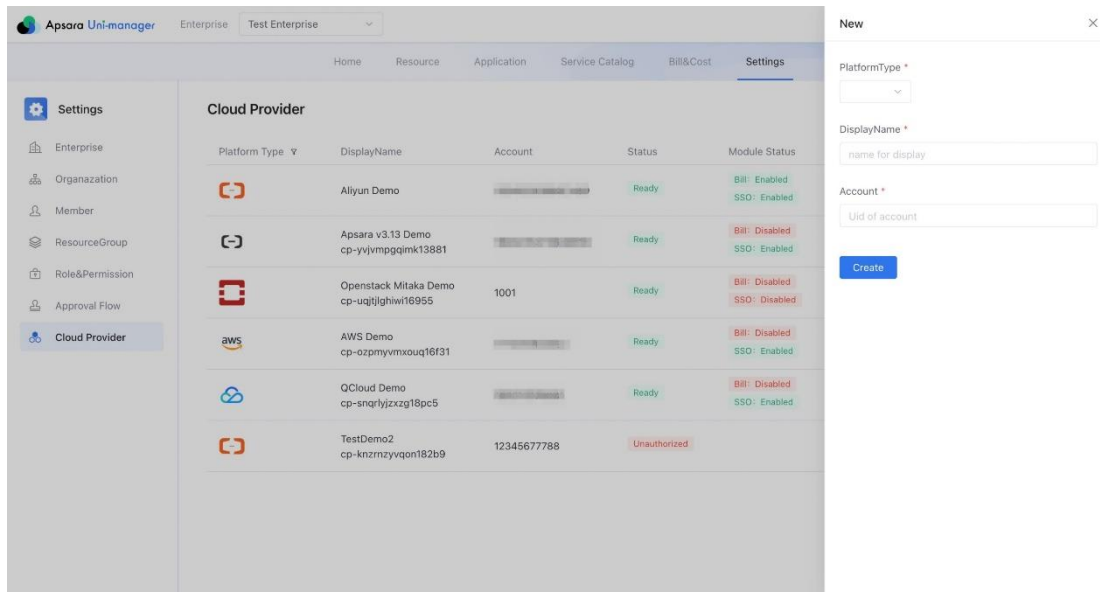 Apsara Uni-manager
Enterprise
Test Enterprise
Home
Resource
Application
Service Catalog
Bill&Cost
Settings
Settings
Enterprise
Organazation
Member
ResourceGroup
Role&Permission
Approval Flow
Cloud Provider
Cloud Provider
Platform Type
DisplayName
Account
Status
Module Status
Aliyun Demo
Ready
Bill: Enabled
SSO: Enabled
Apsara v3.13 Demo
cp-yvjvmpgqimk13881
Ready
Bill: Disabled
SSO: Enabled
Openstack Mitaka Demo
cp-uqjtjlghiwi16955
1001
Ready
Bill: Disabled
SSO: Disabled
aws
AWS Demo
cp-ozpmyvmxouq16f31
Ready
Bill: Disabled
SSO: Enabled
QCloud Demo
cp-snqrlyjzxzg18pc5
Ready
Bill: Disabled
SSO: Enabled
TestDemo2
cp-knzrnzyvqon182b9
12345677788
Unauthorized
New
PlatformType *
DisplayName *
name for display
Account *
Uid of account
Create